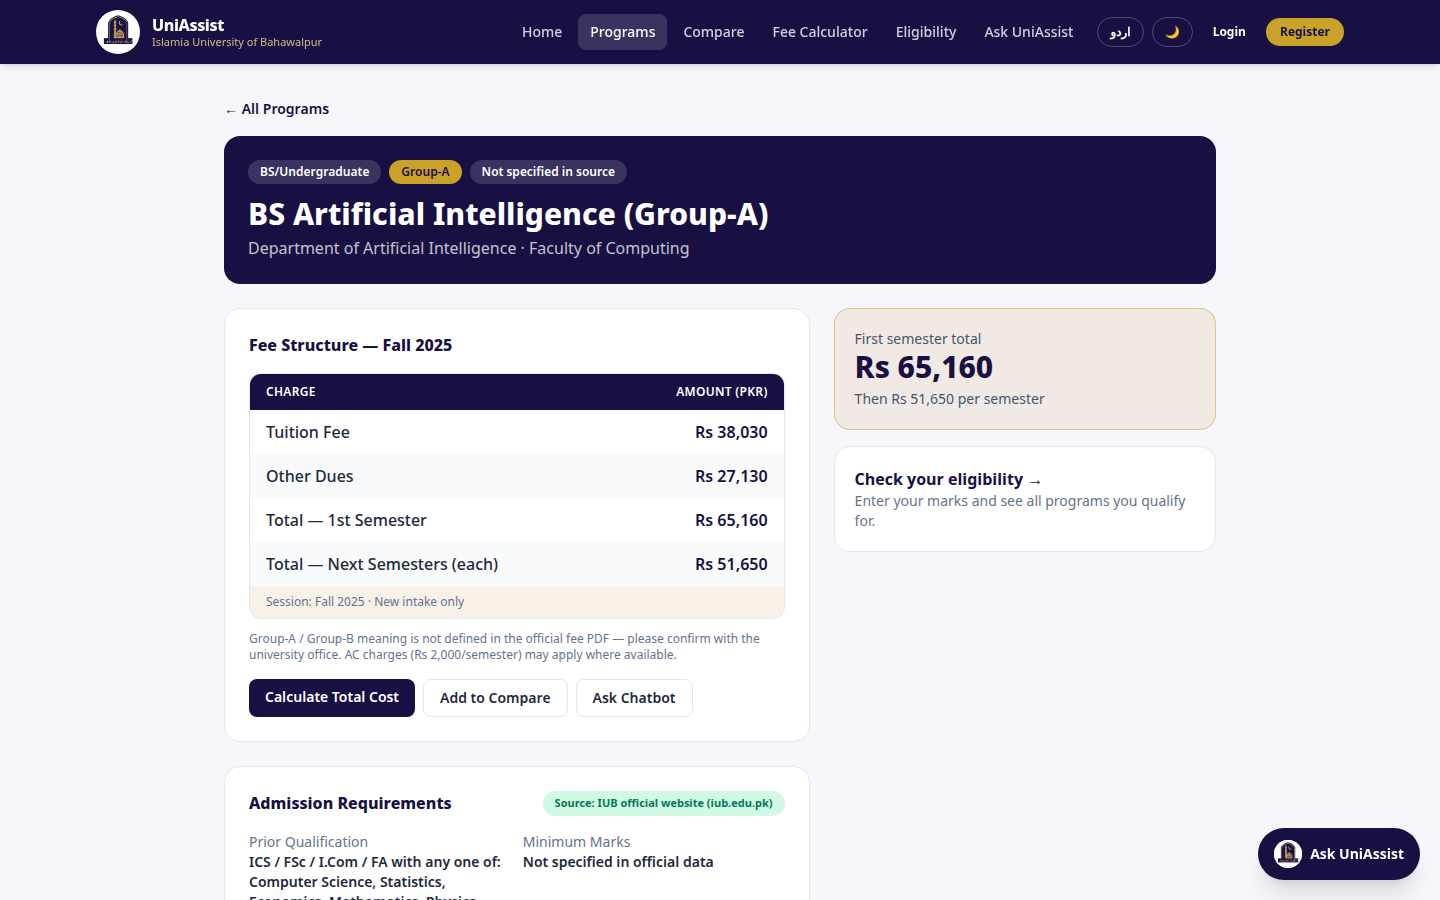 UniAssist
Islamia University of Bahawalpur
Home
Programs
Compare
Fee Calculator
Eligibility
Ask UniAssist
اردو
Login
Register
← All Programs
BS/Undergraduate
Group-A
Not specified in source
BS Artificial Intelligence (Group-A)
Department of Artificial Intelligence · Faculty of Computing
Fee Structure — Fall 2025
CHARGE AMOUNT (PKR)
Tuition Fee Rs 38,030
Other Dues Rs 27,130
Total — 1st Semester Rs 65,160
Total — Next Semesters (each) Rs 51,650
Session: Fall 2025 · New intake only
Group-A / Group-B meaning is not defined in the official fee PDF — please confirm with the
university office. AC charges (Rs 2,000/semester) may apply where available.
Calculate Total Cost
Add to Compare
Ask Chatbot
First semester total
Rs 65,160
Then Rs 51,650 per semester
Check your eligibility →
Enter your marks and see all programs you qualify
for.
Admission Requirements
Source: IUB official website (iub.edu.pk)
Prior Qualification
ICS / FSc / I.Com / FA with any one of:
Computer Science, Statistics,
Economics, Mathematics, Physics
Minimum Marks
Not specified in official data
Ask UniAssist